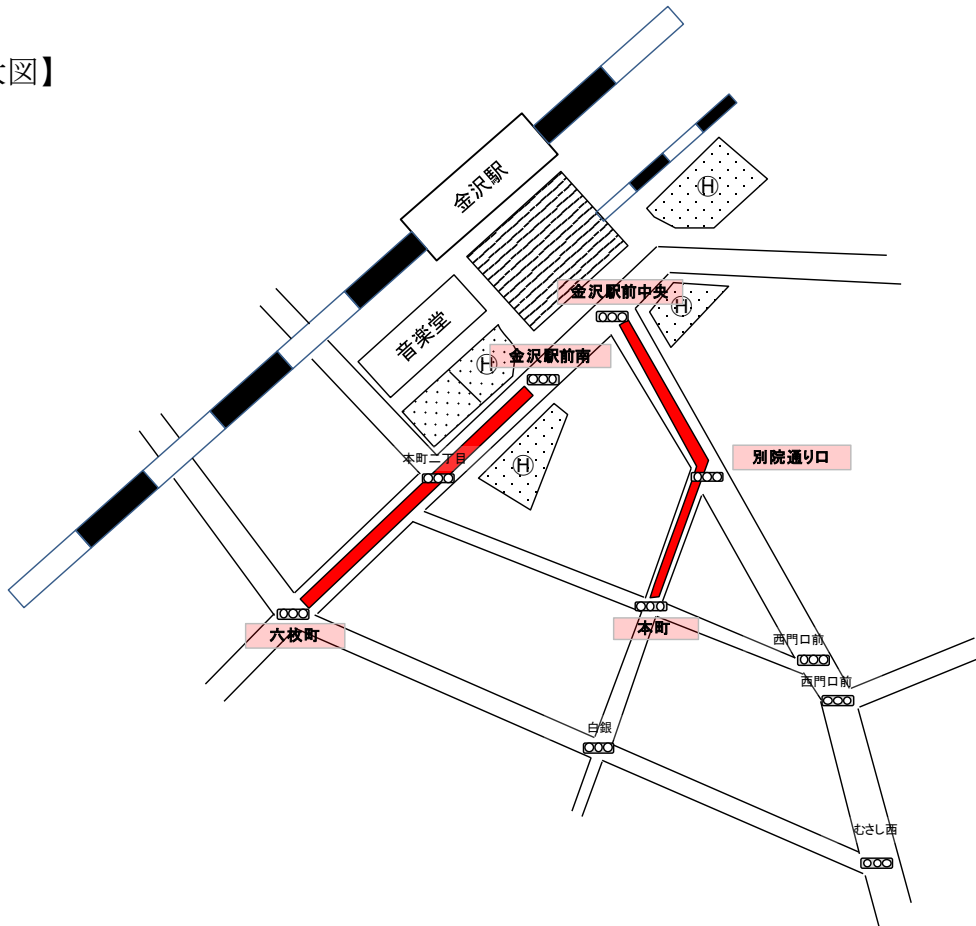 図】
金沢駅
金沢駅前中央
Ⓗ
Ⓗ
音楽堂
Ⓗ
金沢駅前南
別院通り口
本町二丁目
Ⓗ
六枚町
本町
西門口前
西門口前
白銀
むさし西